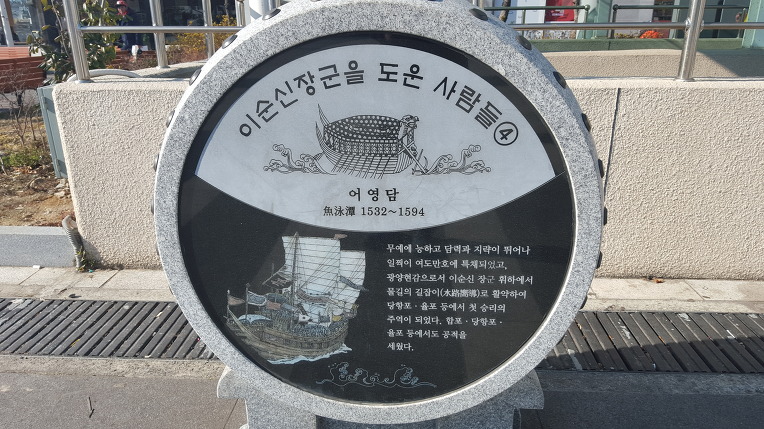 이순신장군을 도운 사람들 ④
어영담
魚泳潭 1532~1594
무예에 능하고 담력과 지략이 뛰어나
일찍이 여도만호에 특채되었고,
광양현감으로서 이순신 장군 휘하에서
물길의 길잡이(水路嚮導)로 활약하여
당항포·율포 등에서 첫 승리의
주역이 되었다. 합포·당항포·
율포 등에서도 공적을
세웠다.